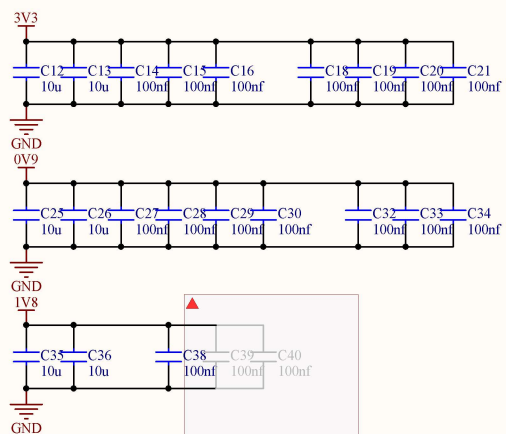 3V3
C12 C13 C14 C15 C16 C18 C19 C20 C21
10u 10u 100nf 100nf 100nf 100nf 100nf 100nf 100nf
GND
0V9
C25 C26 C27 C28 C29 C30 C32 C33 C34
10u 10u 100nf 100nf 100nf 100nf 100nf 100nf 100nf
GND
1V8
C35 C36 C38 C39 C40
10u 10u 100nf 100nf 100nf
GND